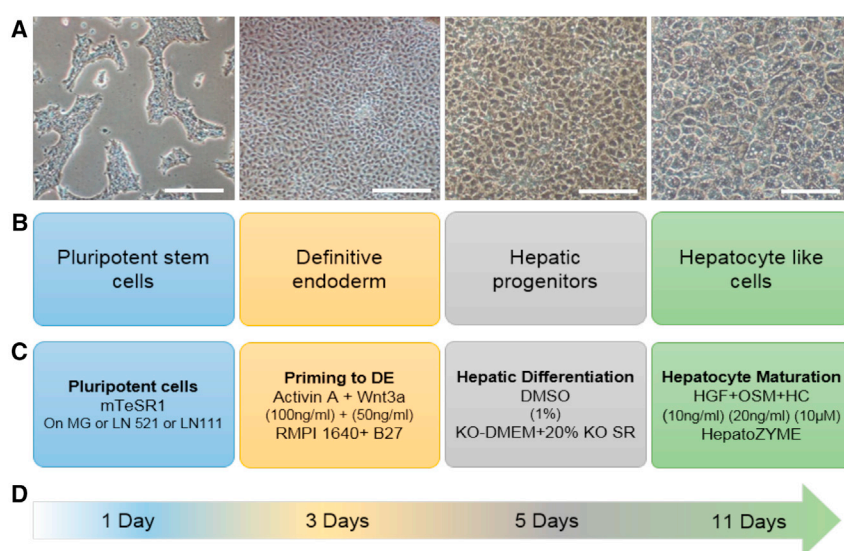 A
B
Pluripotent stem
cells
Definitive
endoderm
Hepatic
progenitors
Hepatocyte like
cells
C
Pluripotent cells
mTeSR1
On MG or LN 521 or LN111
Priming to DE
Activin A + Wnt3a
(100ng/ml) + (50ng/ml)
RMPI 1640+ B27
Hepatic Differentiation
DMSO
(1%)
KO-DMEM+20% KO SR
Hepatocyte Maturation
HGF+OSM+HC
(10ng/ml) (20ng/ml) (10µM)
HepatoZYME
D
1 Day
3 Days
5 Days
11 Days